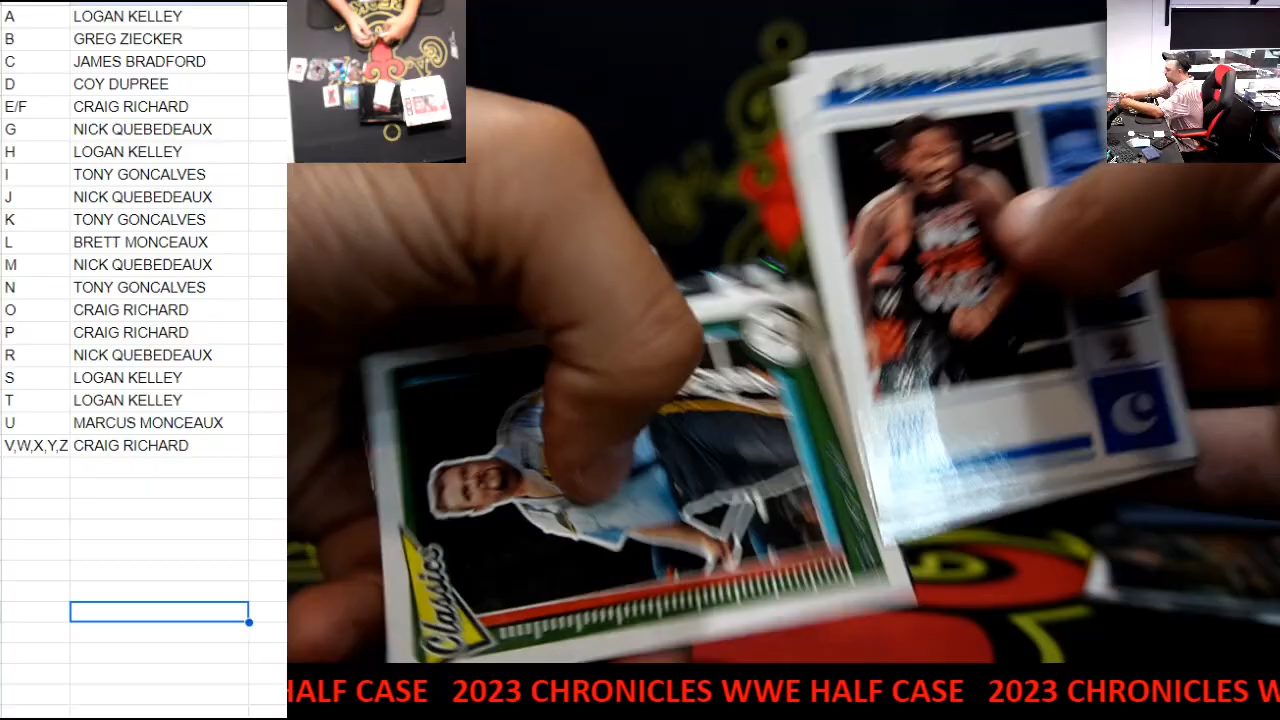 A LOGAN KELLEY
B GREG ZIECKER
C JAMES BRADFORD
D COY DUPREE
E/F CRAIG RICHARD
G NICK QUEBEDEAUX
H LOGAN KELLEY
I TONY GONCALVES
J NICK QUEBEDEAUX
K TONY GONCALVES
L BRETT MONCEAUX
M NICK QUEBEDEAUX
N TONY GONCALVES
O CRAIG RICHARD
P CRAIG RICHARD
R NICK QUEBEDEAUX
S LOGAN KELLEY
T LOGAN KELLEY
U MARCUS MONCEAUX
V,W,X,Y,Z CRAIG RICHARD
Chronicles
Classics
HALF CASE 2023 CHRONICLES WWE HALF CASE 2023 CHRONICLES W